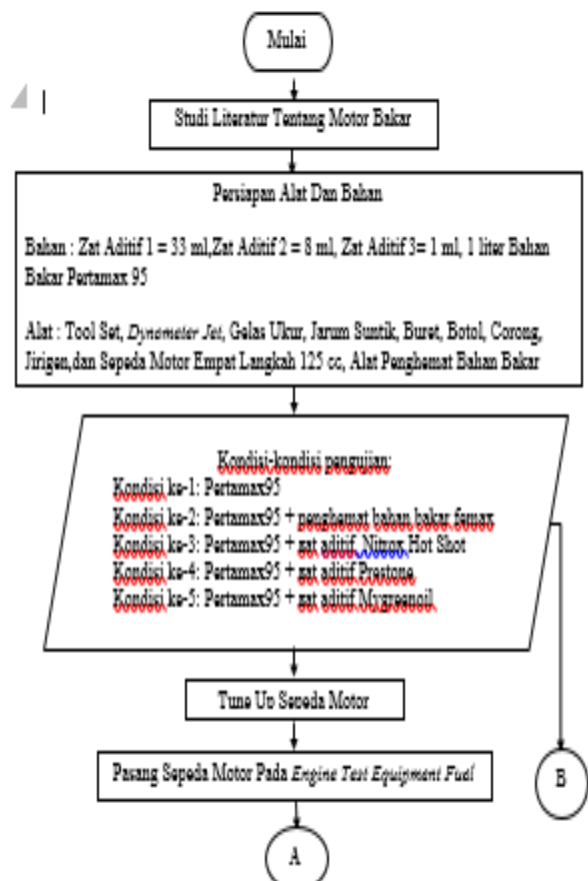 Mulai
Studi Literatur Tentang Motor Bakar
Persiapan Alat Dan Bahan
Bahan : Zat Aditif 1 = 33 ml,Zat Aditif 2 = 8 ml, Zat Aditif 3= 1 ml, 1 liter Bahan
Bakar Pertamax 95
Alat : Tool Set, Dynamometer Jet, Gelas Ukur, Jarum Suntik, Buret, Botol, Corong,
Jirigen,dan Sepeda Motor Empat Langkah 125 cc, Alat Penghemat Bahan Bakar
Kondisi-kondisi pengujian:
Kondisi ke-1: Pertamax95
Kondisi ke-2: Pertamax95 + penghemat bahan bakar femax
Kondisi ke-3: Pertamax95 + zat aditif Nitrox Hot Shot
Kondisi ke-4: Pertamax95 + zat aditif Prestone
Kondisi ke-5: Pertamax95 + zat aditif Mygreenoil
Tune Up Sepeda Motor
Pasang Sepeda Motor Pada Engine Test Equipment Fuel
B
A